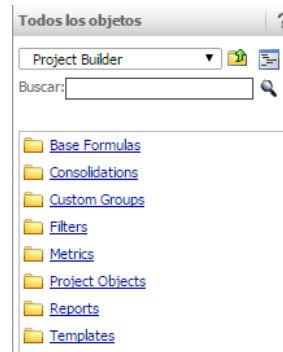 Todos los objetos ?
Project Builder
Buscar:
Base Formulas
Consolidations
Custom Groups
Filters
Metrics
Project Objects
Reports
Templates